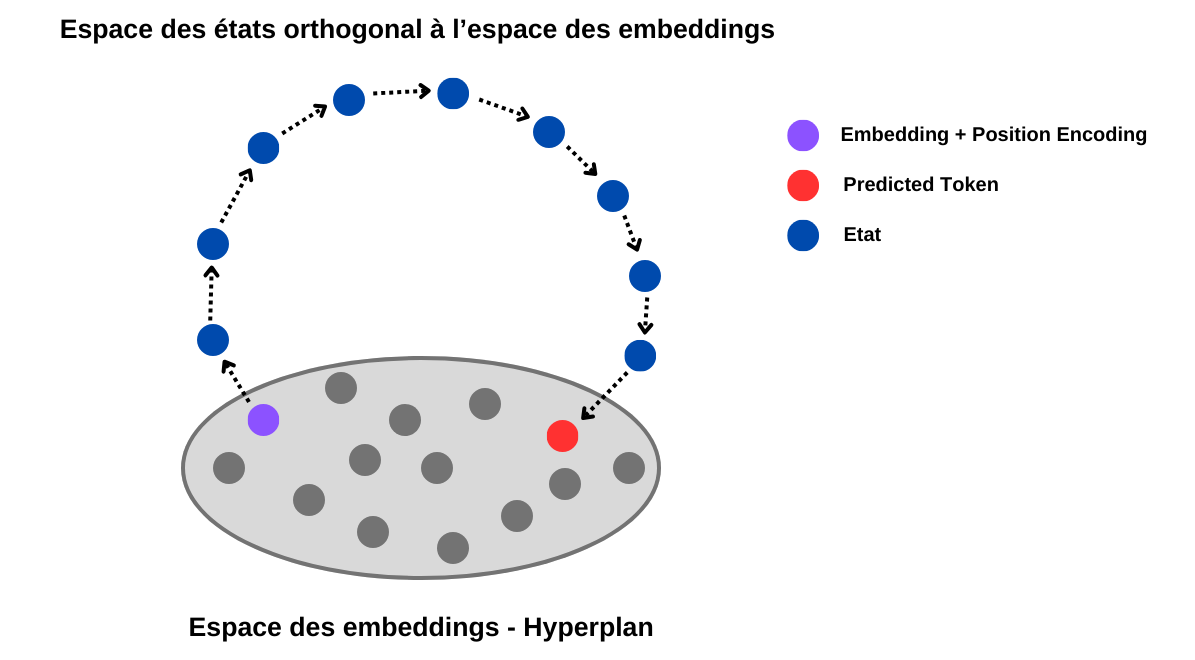 Espace des états orthogonal à l’espace des embeddings
Embedding + Position Encoding
Predicted Token
Etat
Espace des embeddings - Hyperplan